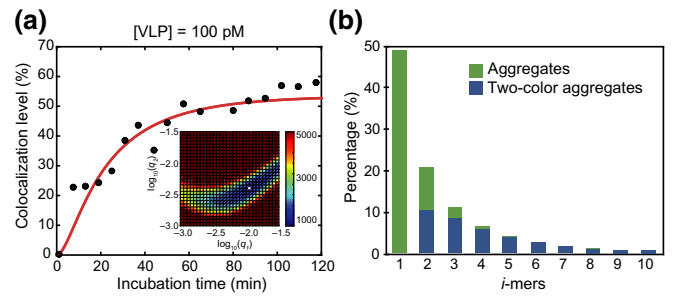 (a)
[VLP] = 100 pM
Colocalization level (%)
70
60
50
40
30
20
10
0
0 20 40 60 80 100 120
Incubation time (min)
log10(q2)
−1.5
−2.0
−2.5
−3.0
−3.0 −2.5 −2.0 −1.5
log10(q1)
5000
3000
1000
(b)
Percentage (%)
50
40
30
20
10
0
Aggregates
Two-color aggregates
1 2 3 4 5 6 7 8 9 10
i-mers